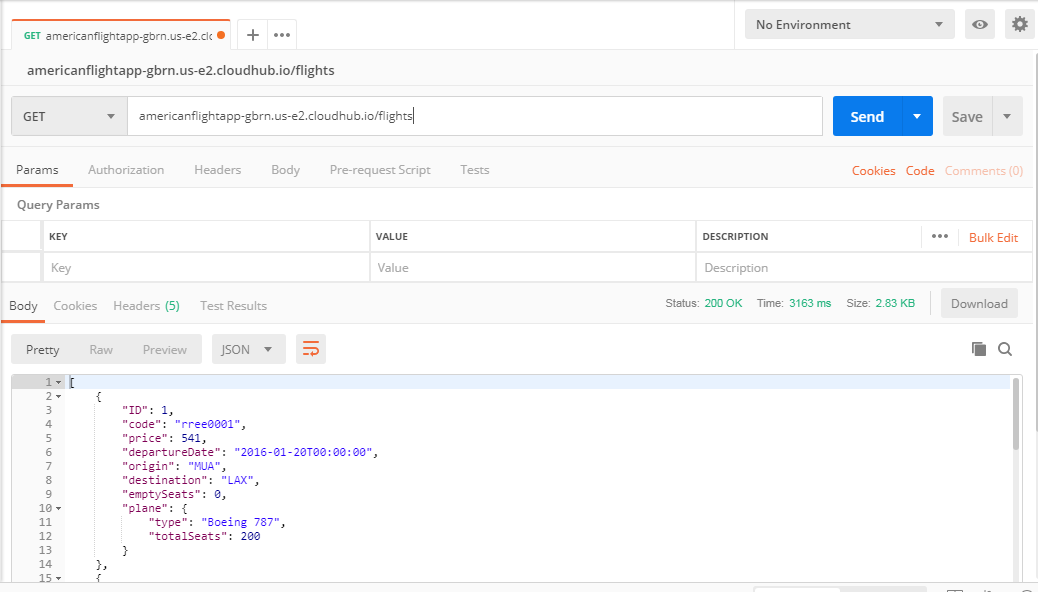 GET americanflightapp-gbrn.us-e2.clc
No Environment
americanflightapp-gbrn.us-e2.cloudhub.io/flights
GET americanflightapp-gbrn.us-e2.cloudhub.io/flights Send Save
Params Authorization Headers Body Pre-request Script Tests Cookies Code Comments (0)
Query Params
KEY VALUE DESCRIPTION ••• Bulk Edit
Key Value Description
Body Cookies Headers (5) Test Results Status: 200 OK Time: 3163 ms Size: 2.83 KB Download
Pretty Raw Preview JSON
1 [
2 {
3 "ID": 1,
4 "code": "rree0001",
5 "price": 541,
6 "departureDate": "2016-01-20T00:00:00",
7 "origin": "MUA",
8 "destination": "LAX",
9 "emptySeats": 0,
10 "plane": {
11 "type": "Boeing 787",
12 "totalSeats": 200
13 }
14 },
15 {